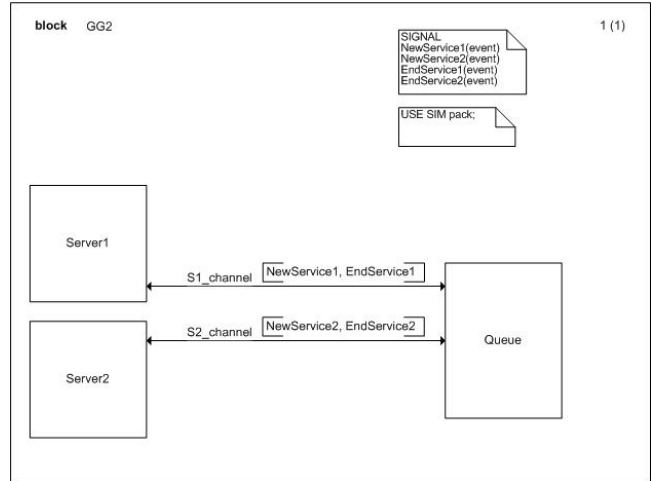 block GG2
1 (1)
SIGNAL
NewService1(event)
NewService2(event)
EndService1(event)
EndService2(event)
USE SIM pack;
Server1
S1_channel
NewService1, EndService1
S2_channel
NewService2, EndService2
Queue
Server2